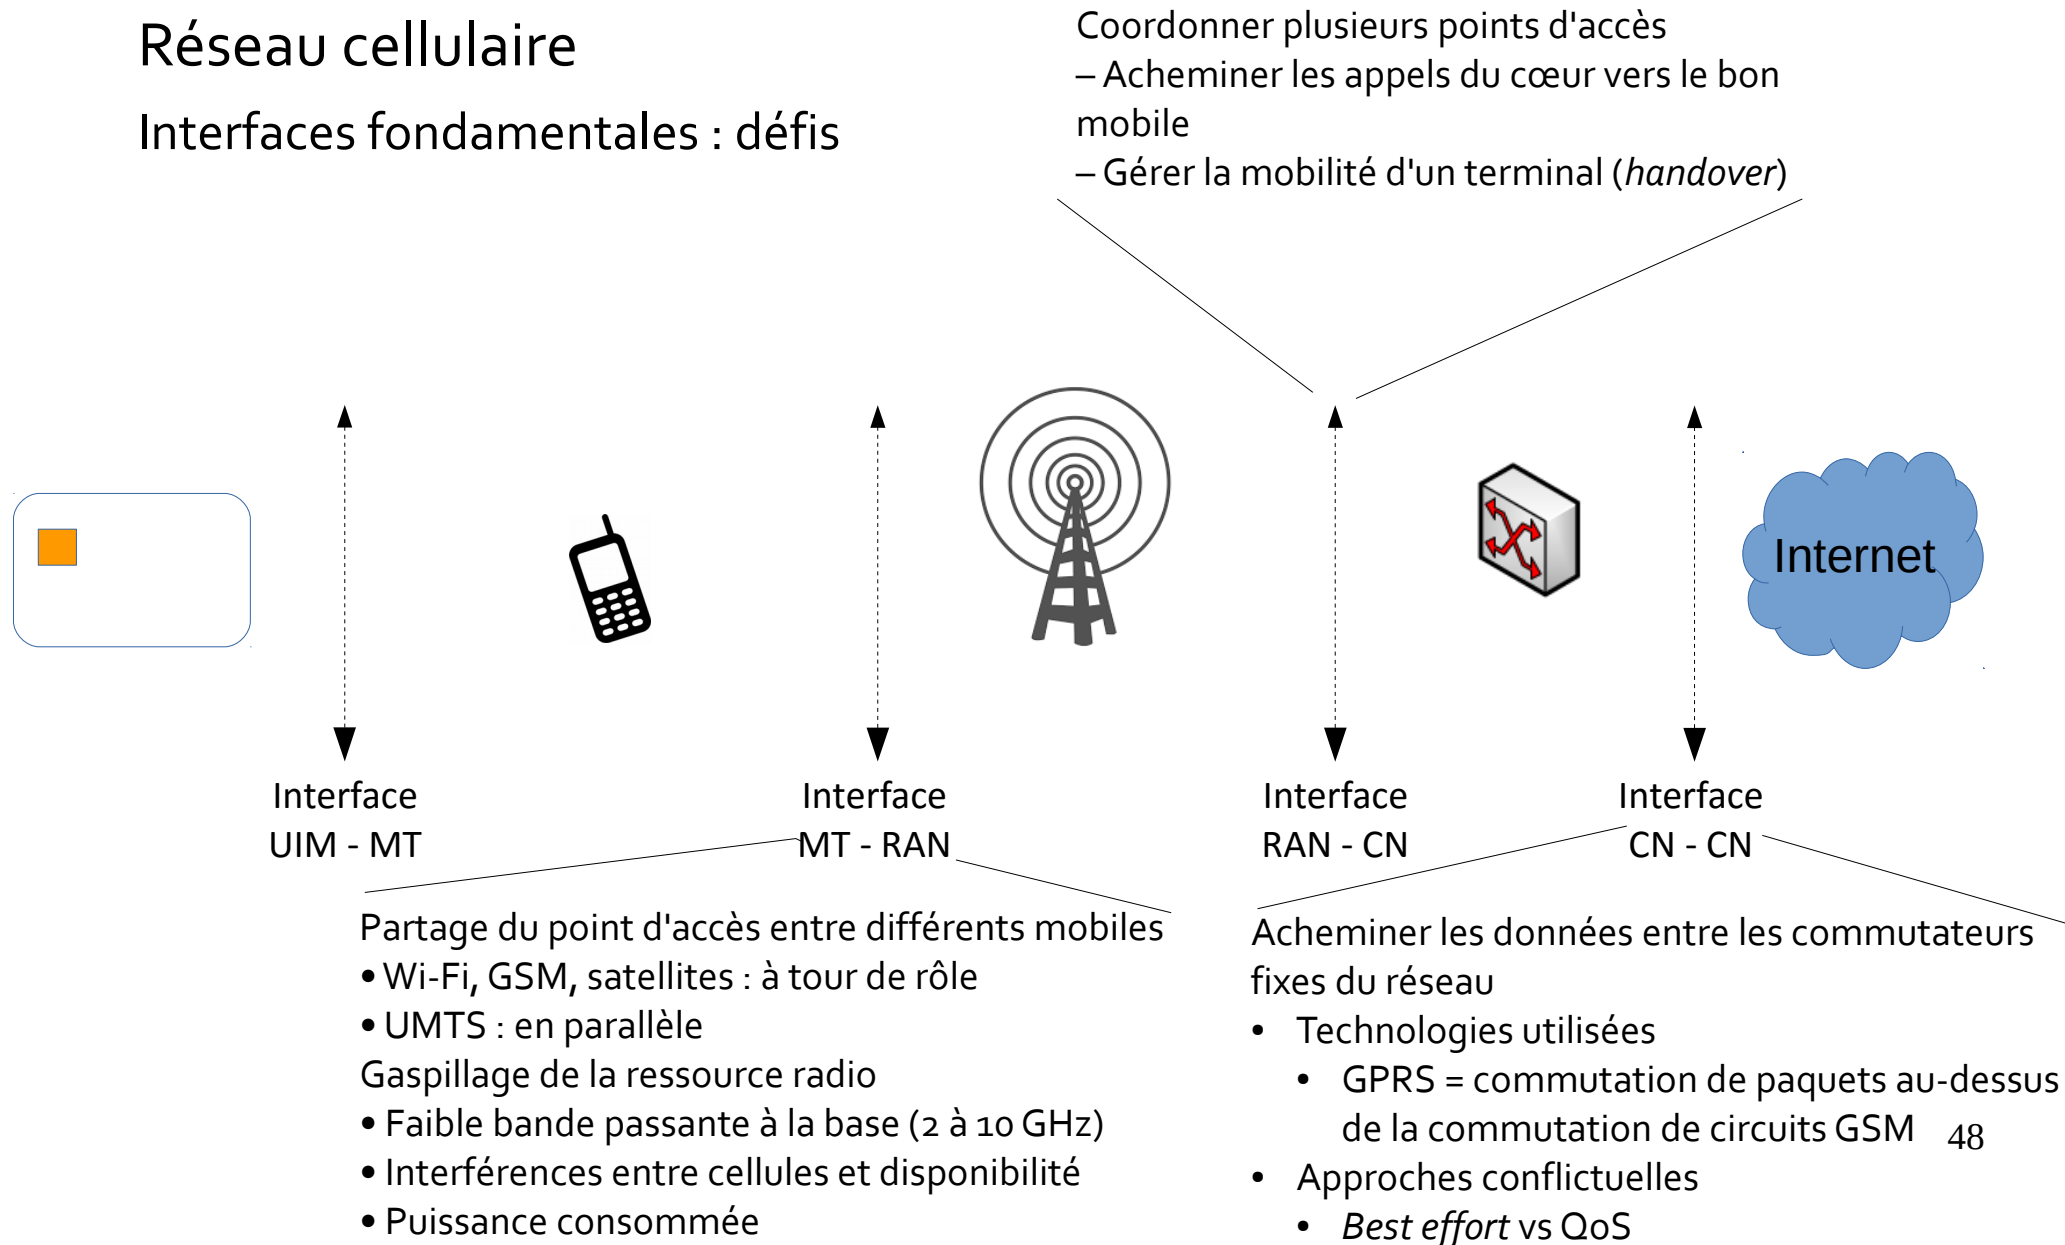 Réseau cellulaire
Interfaces fondamentales : défis
Coordonner plusieurs points d'accès
– Acheminer les appels du cœur vers le bon
mobile
– Gérer la mobilité d'un terminal (handover)
Internet
Interface
UIM - MT
Interface
MT - RAN
Interface
RAN - CN
Interface
CN - CN
Partage du point d'accès entre différents mobiles
• Wi-Fi, GSM, satellites : à tour de rôle
• UMTS : en parallèle
Gaspillage de la ressource radio
• Faible bande passante à la base (2 à 10 GHz)
• Interférences entre cellules et disponibilité
• Puissance consommée
Acheminer les données entre les commutateurs
fixes du réseau
• Technologies utilisées
• GPRS = commutation de paquets au-dessus
de la commutation de circuits GSM
• Approches conflictuelles
• Best effort vs QoS
48